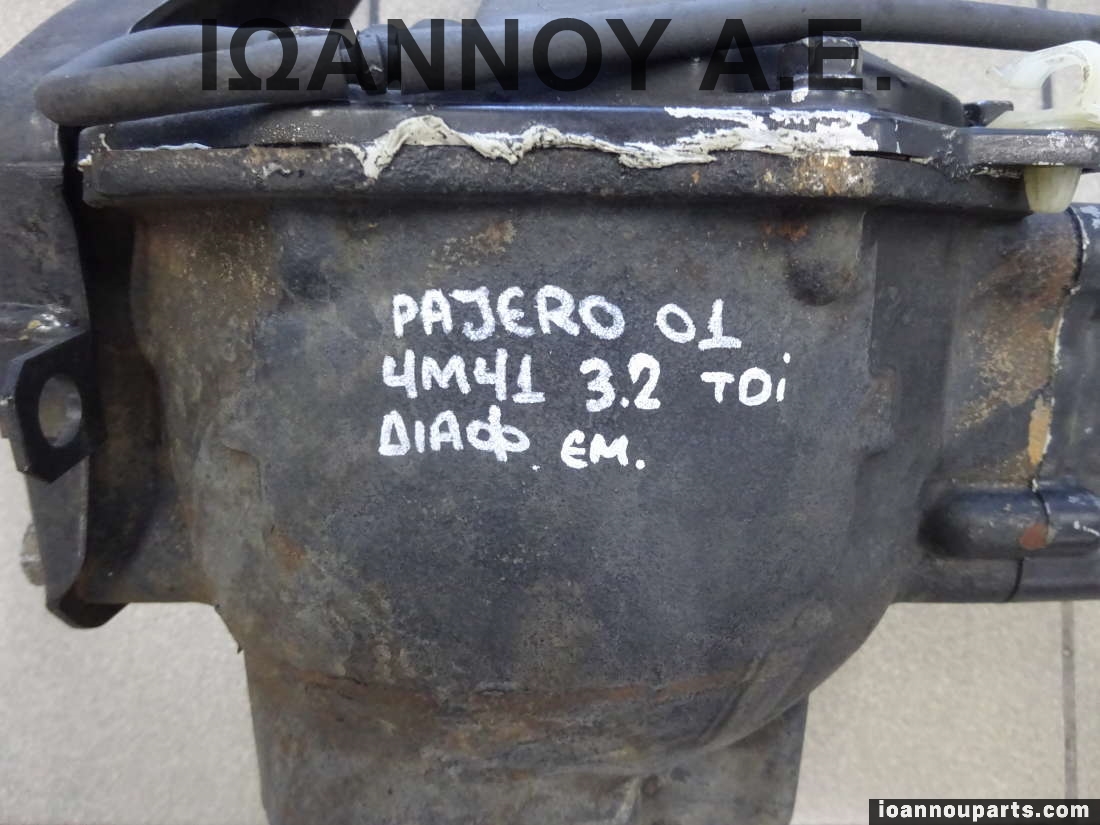 ΙΩΑΝΝΟΥ Α.Ε.
PAJERO 01
4M41 3.2 TDi
ΔΙΑΦ. ΕΜ.
ioannouparts.com